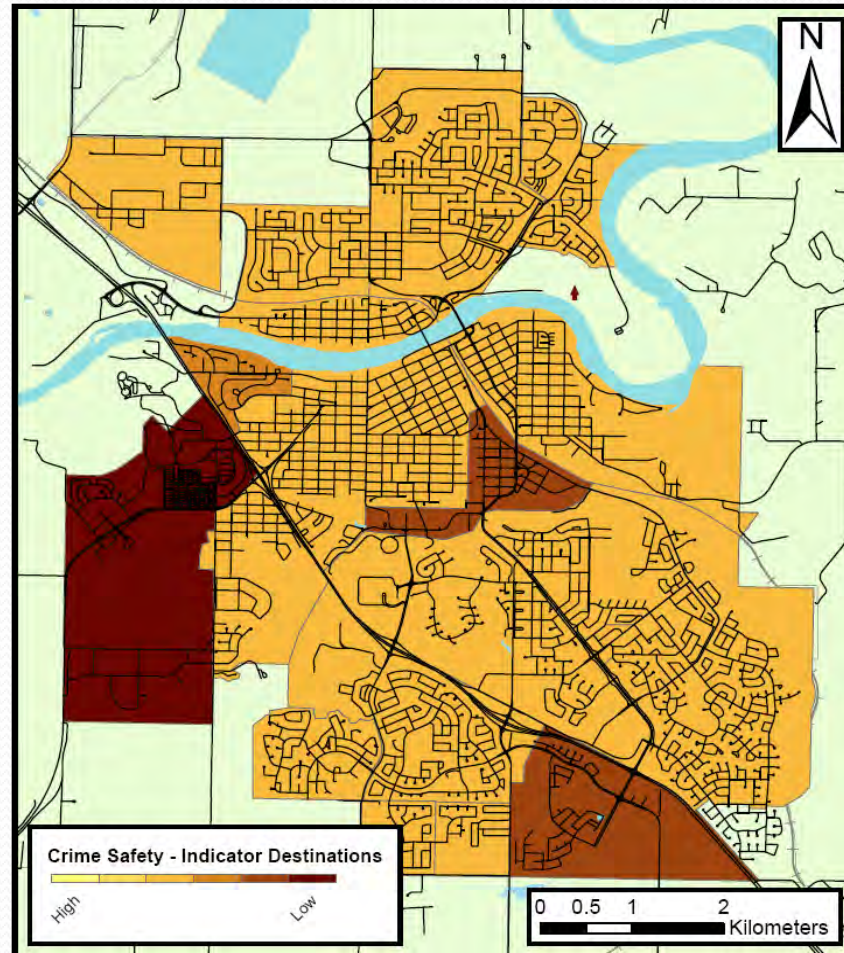 N
Crime Safety - Indicator Destinations
High
Low
0 0.5 1 2
Kilometers